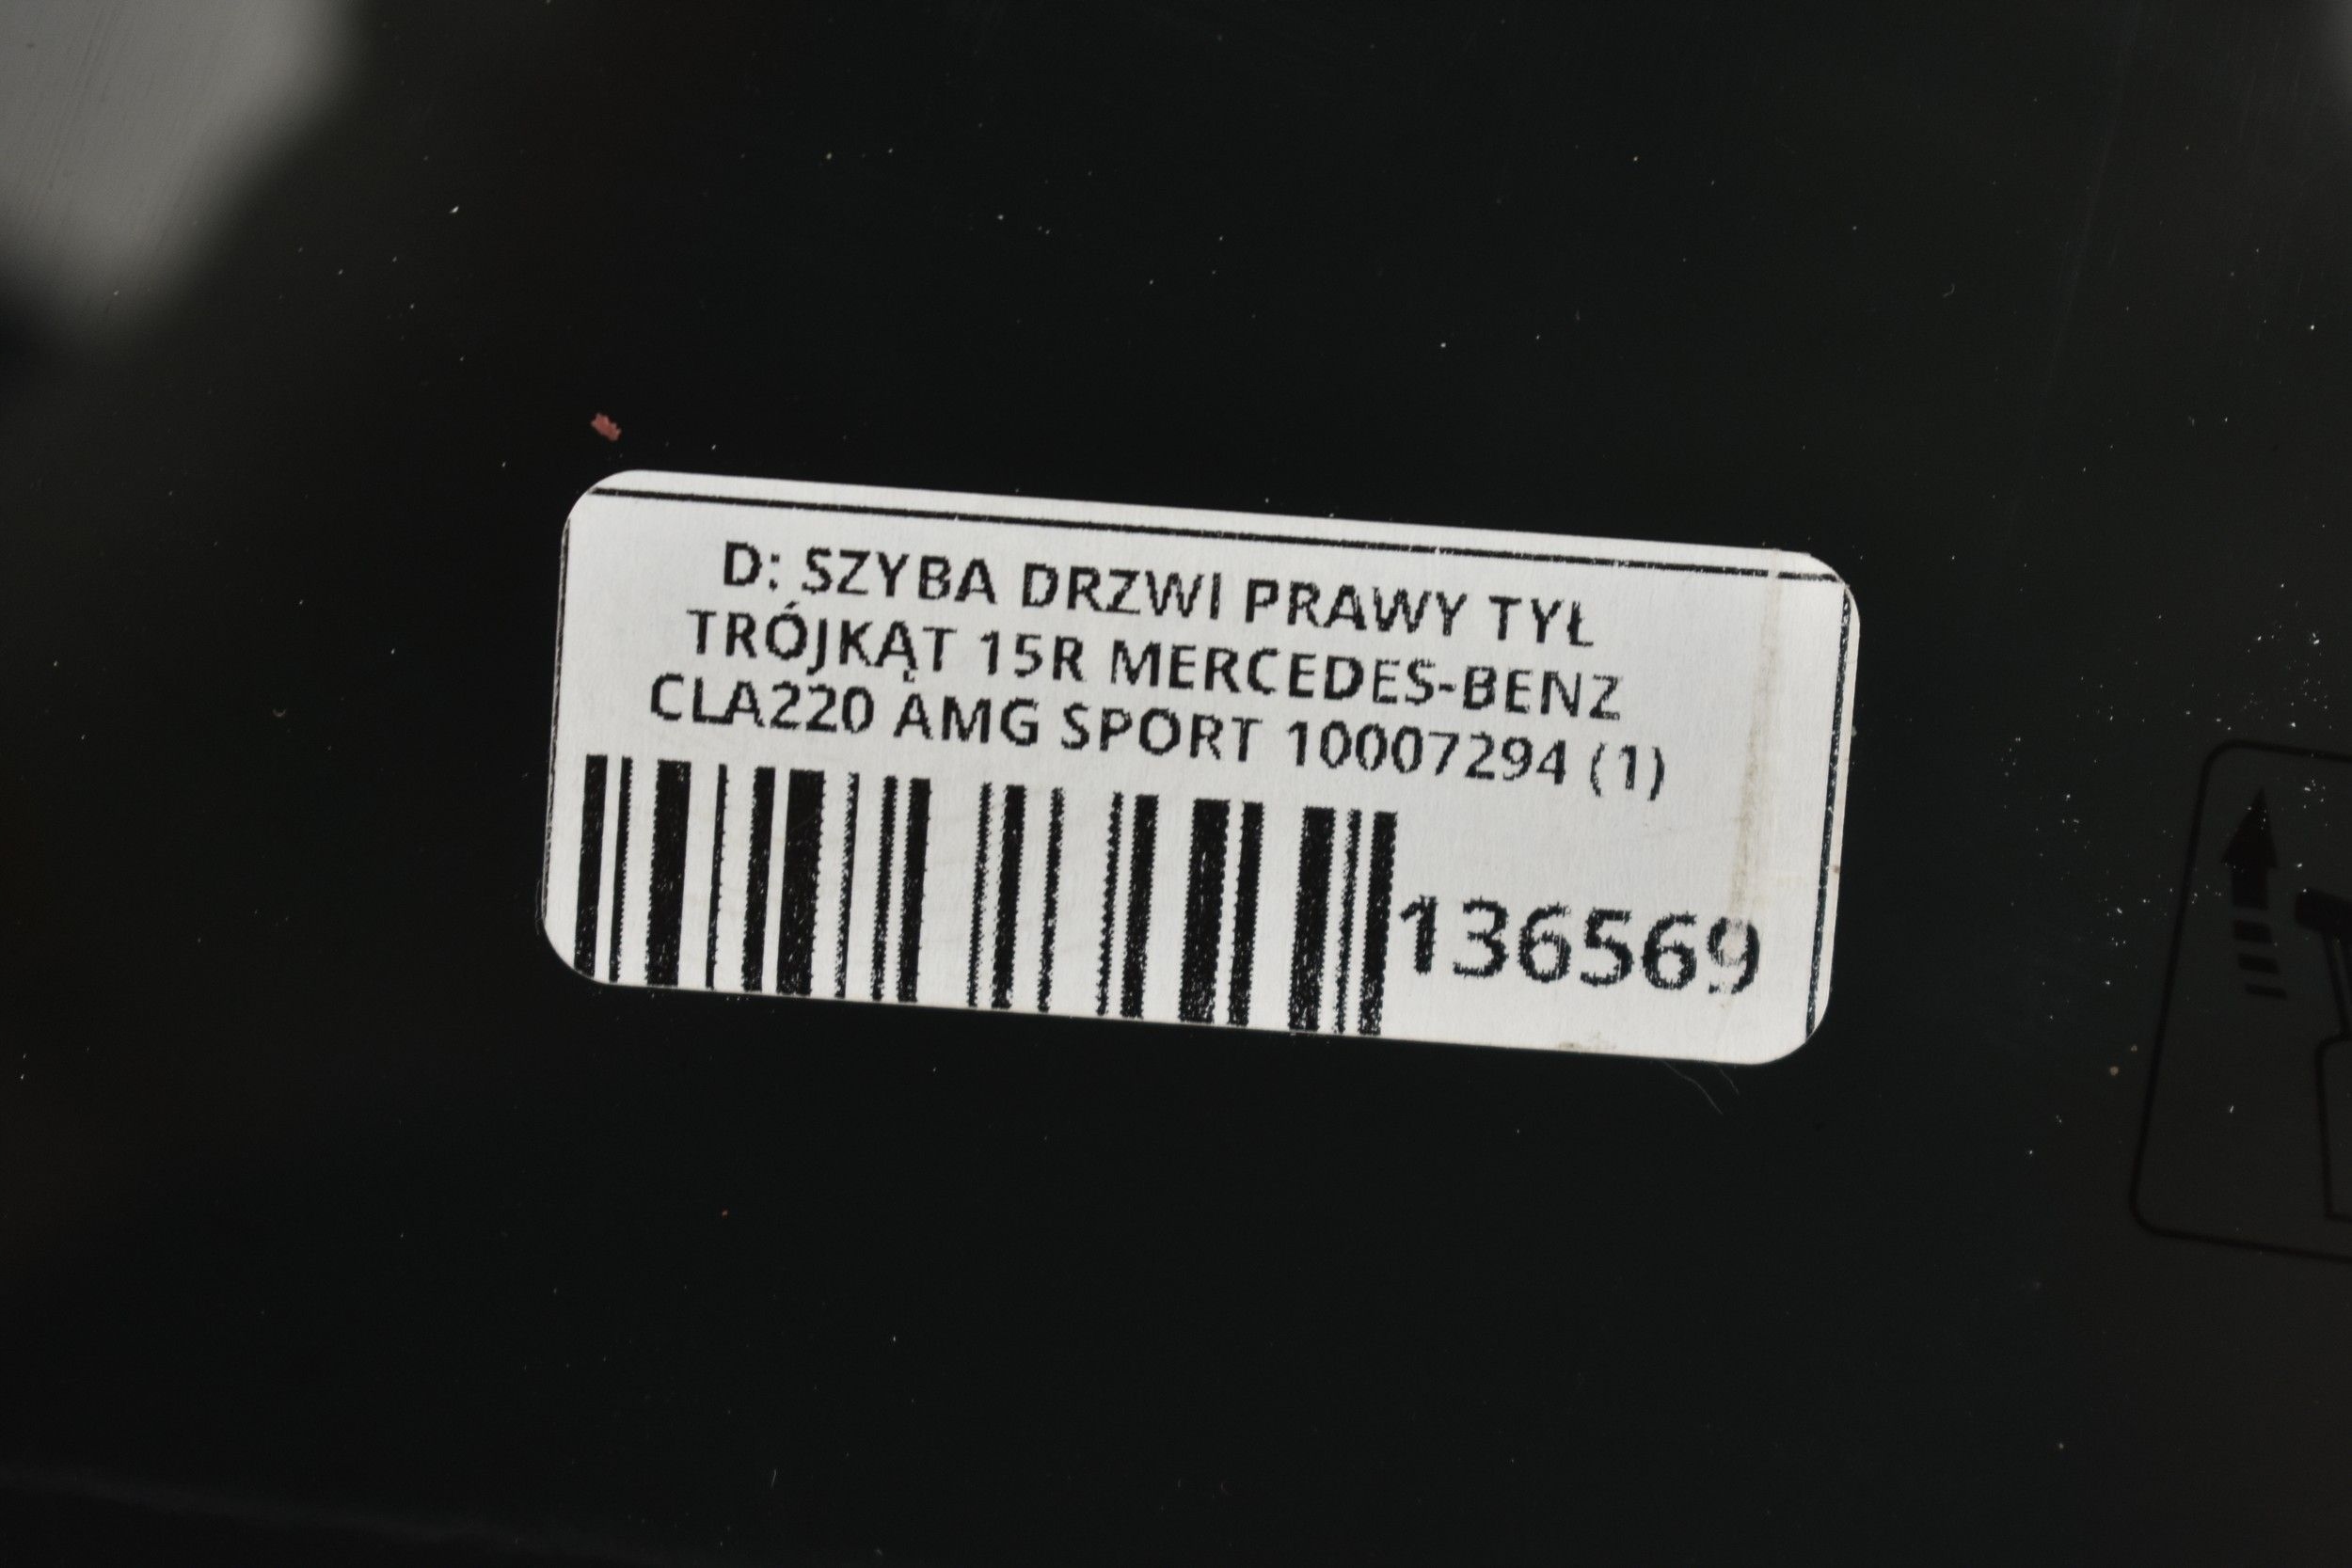 D: SZYBA DRZWI PRAWY TYŁ
TRÓJKĄT 15R MERCEDES-BENZ
CLA220 AMG SPORT 10007294 (1)
136569